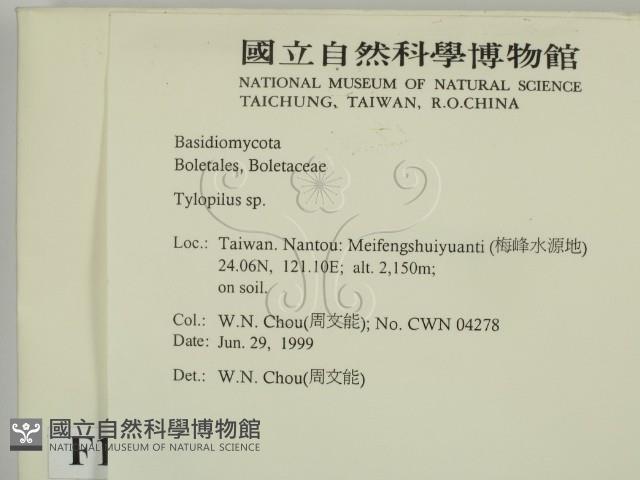 國立自然科學博物館
NATIONAL MUSEUM OF NATURAL SCIENCE
TAICHUNG, TAIWAN, R.O.CHINA
Basidiomycota
Boletales, Boletaceae
Tylopilus sp.
Loc.: Taiwan. Nantou: Meifengshuiyuanti (梅峰水源地)
24.06N, 121.10E; alt. 2,150m;
on soil.
Col.: W.N. Chou(周文能); No. CWN 04278
Date: Jun. 29, 1999
Det.: W.N. Chou(周文能)
國立自然科學博物館
NATIONAL MUSEUM OF NATURAL SCIENCE